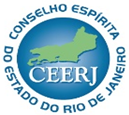 CONSELHO ESPÍRITA
CEERJ
DO ESTADO DO RIO DE JANEIRO